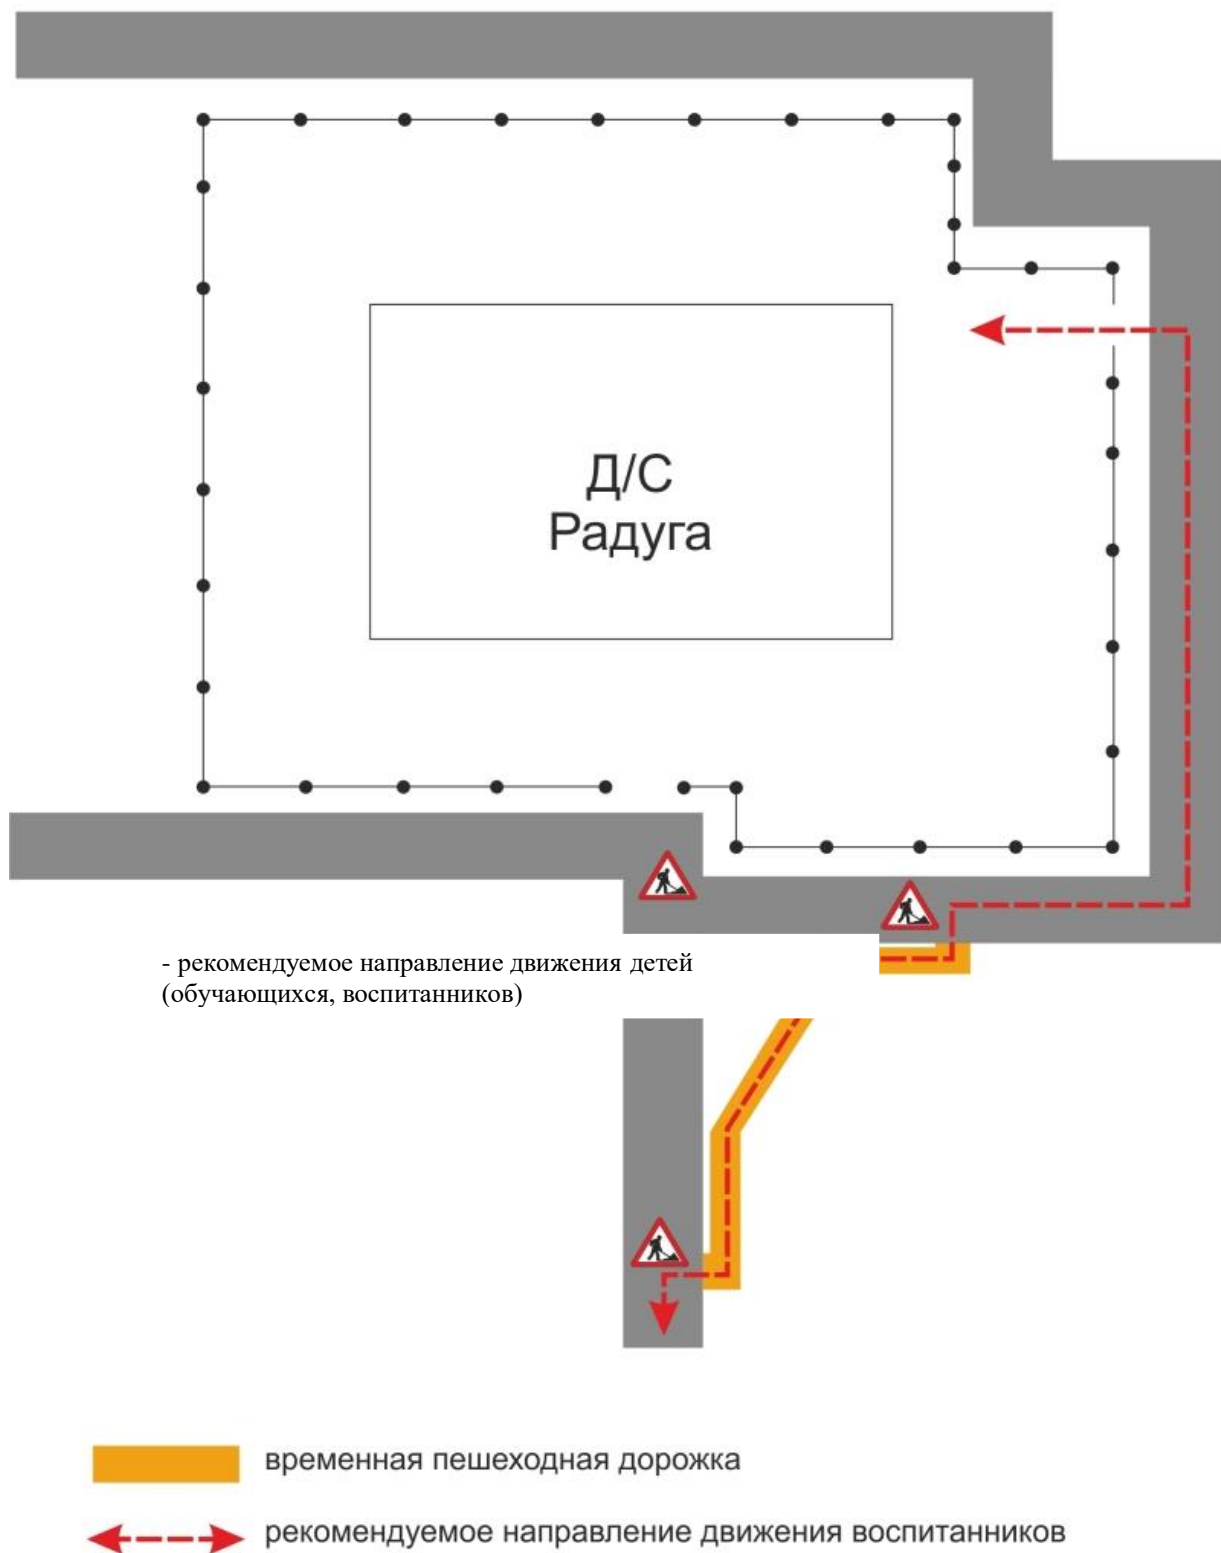 Д/С
Радуга
- рекомендуемое направление движения детей
(обучающихся, воспитанников)
временная пешеходная дорожка
рекомендуемое направление движения воспитанников